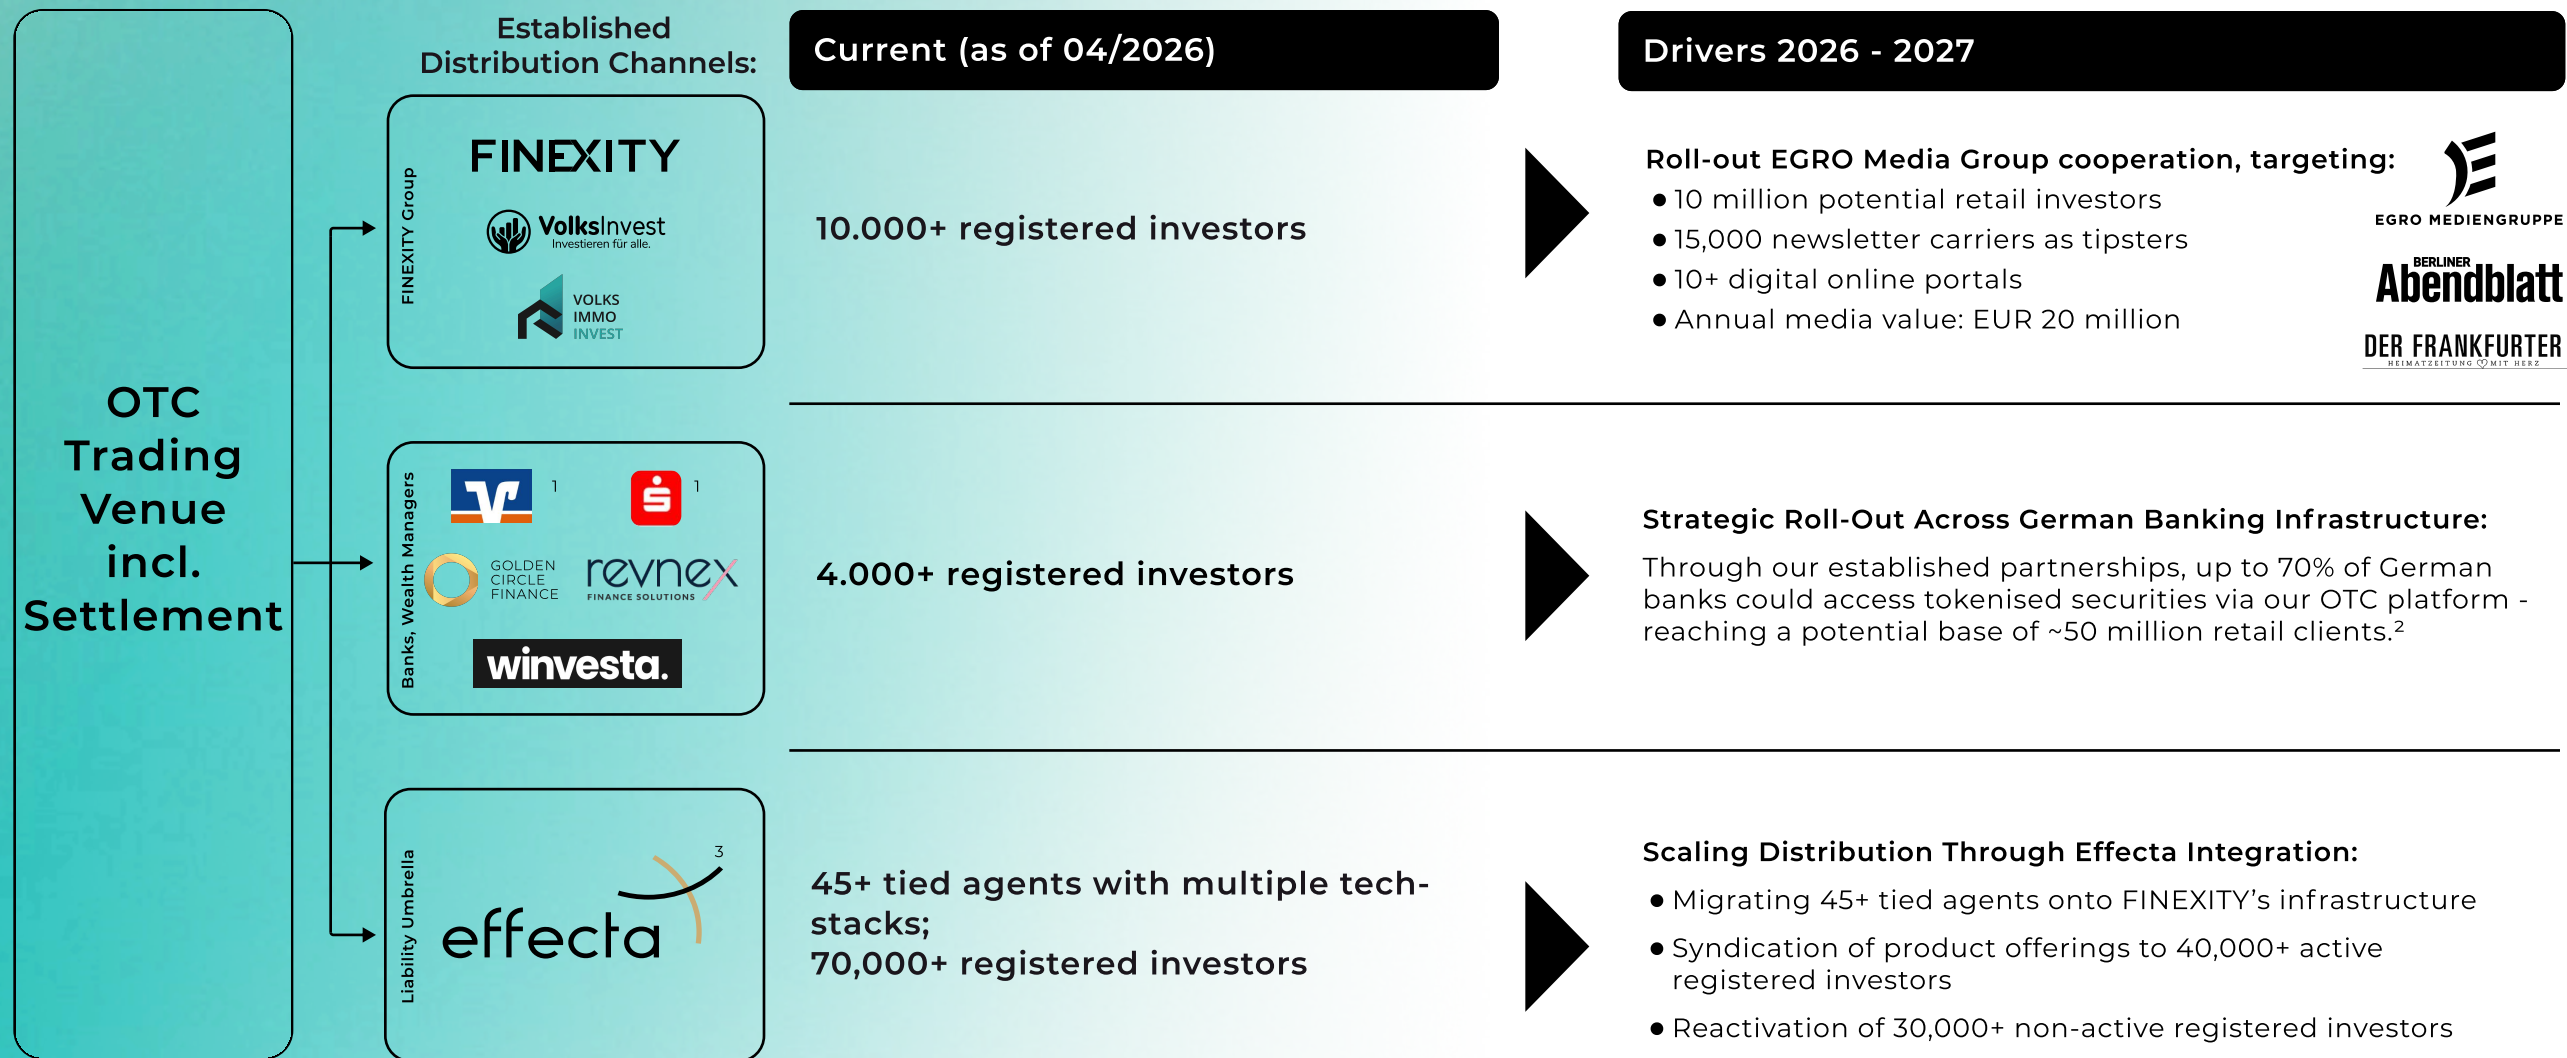 OTC
Trading
Venue
incl.
Settlement
Established
Distribution Channels:
Current (as of 04/2026)
Drivers 2026 - 2027
FINEXITY Group
FINEXITY
VolksInvest
Investieren für alle.
VOLKS
IMMO
INVEST
10.000+ registered investors
Roll-out EGRO Media Group cooperation, targeting:
● 10 million potential retail investors
● 15,000 newsletter carriers as tipsters
● 10+ digital online portals
● Annual media value: EUR 20 million
EGRO MEDIENGRUPPE
BERLINER
Abendblatt
DER FRANKFURTER
HEIMATZEITUNG MIT HERZ
Banks, Wealth Managers
1
S 1
GOLDEN
CIRCLE
FINANCE
revnex
FINANCE SOLUTIONS
winvesta.
4.000+ registered investors
Strategic Roll-Out Across German Banking Infrastructure:
Through our established partnerships, up to 70% of German
banks could access tokenised securities via our OTC platform -
reaching a potential base of ~50 million retail clients.²
Liability Umbrella
effecta 3
45+ tied agents with multiple tech-
stacks;
70,000+ registered investors
Scaling Distribution Through Effecta Integration:
● Migrating 45+ tied agents onto FINEXITY’s infrastructure
● Syndication of product offerings to 40,000+ active
registered investors
● Reactivation of 30,000+ non-active registered investors